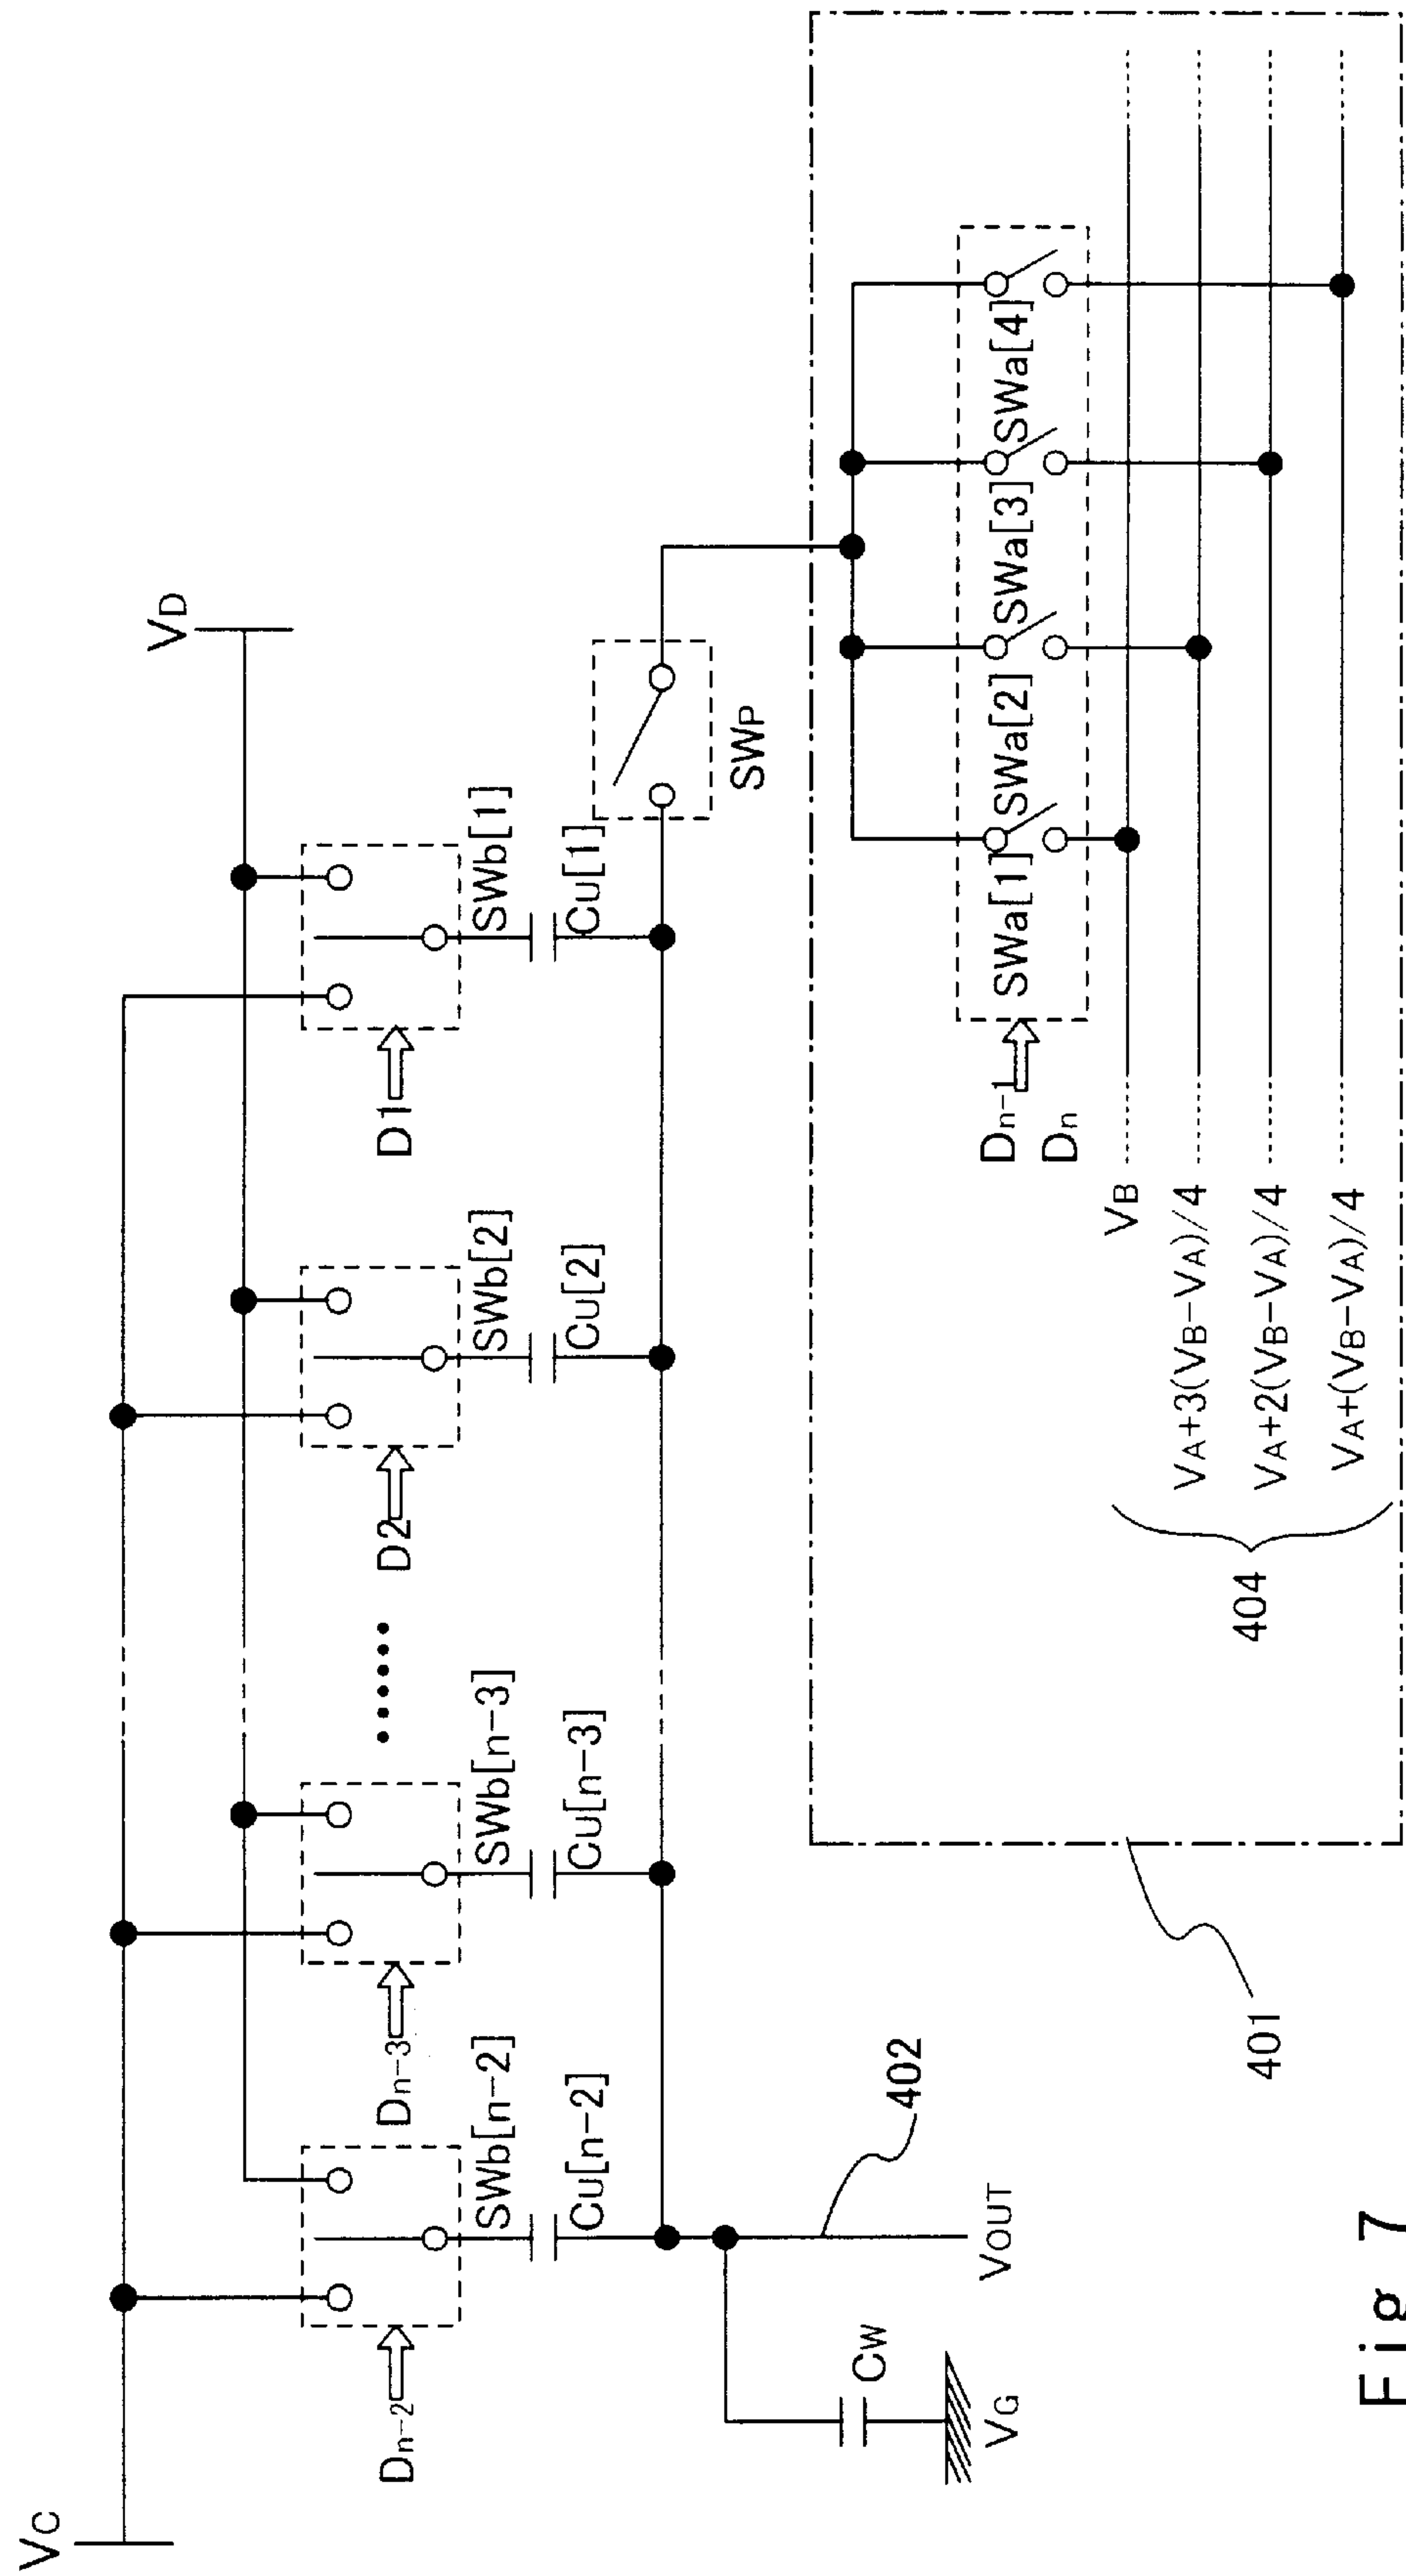 VC
VD
Dn-2
Dn-3
D2
D1
SWb[n-2]
SWb[n-3]
SWb[2]
SWb[1]
CU[n-2]
CU[n-3]
CU[2]
CU[1]
SWP
402
VOUT
CW
VG
SWa[1]
SWa[2]
SWa[3]
SWa[4]
Dn-1
Dn
VB
VA+3(VB-VA)/4
VA+2(VB-VA)/4
VA+(VB-VA)/4
404
401
Fig. 7